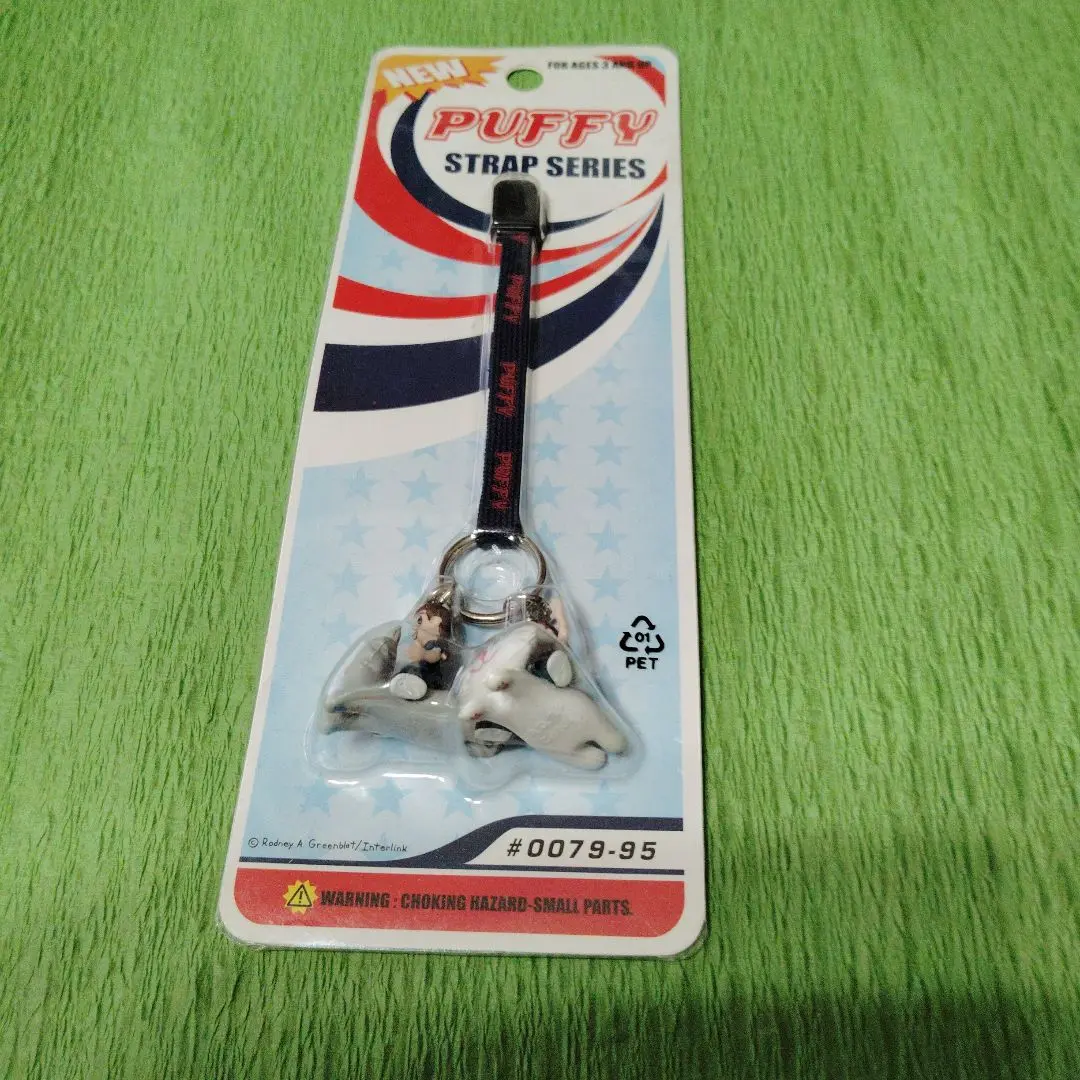 NEW
FOR AGES 3 AND UP
PUFFY
STRAP SERIES
PUFFY
PUFFY
PUFFY
01
PET
© Rodney A Greenblat/Interlink
#0079-95
WARNING : CHOKING HAZARD-SMALL PARTS.